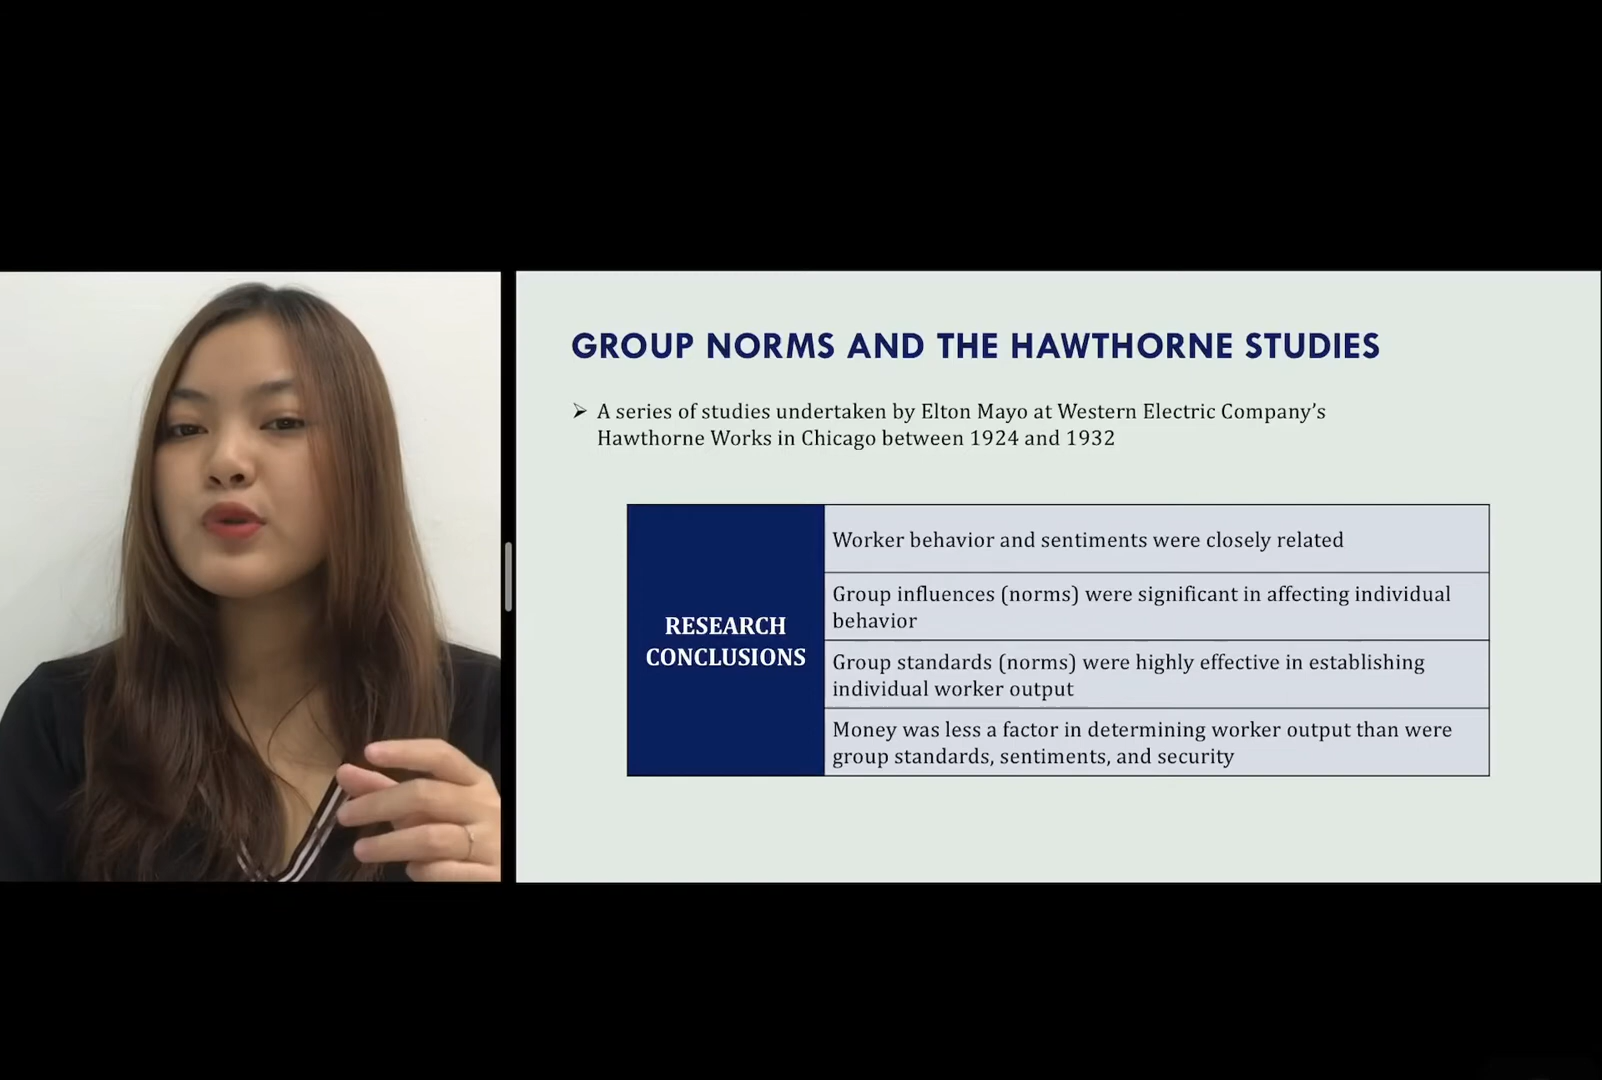 GROUP NORMS AND THE HAWTHORNE STUDIES
➢ A series of studies undertaken by Elton Mayo at Western Electric Company’s
Hawthorne Works in Chicago between 1924 and 1932
RESEARCH
CONCLUSIONS
Worker behavior and sentiments were closely related
Group influences (norms) were significant in affecting individual
behavior
Group standards (norms) were highly effective in establishing
individual worker output
Money was less a factor in determining worker output than were
group standards, sentiments, and security